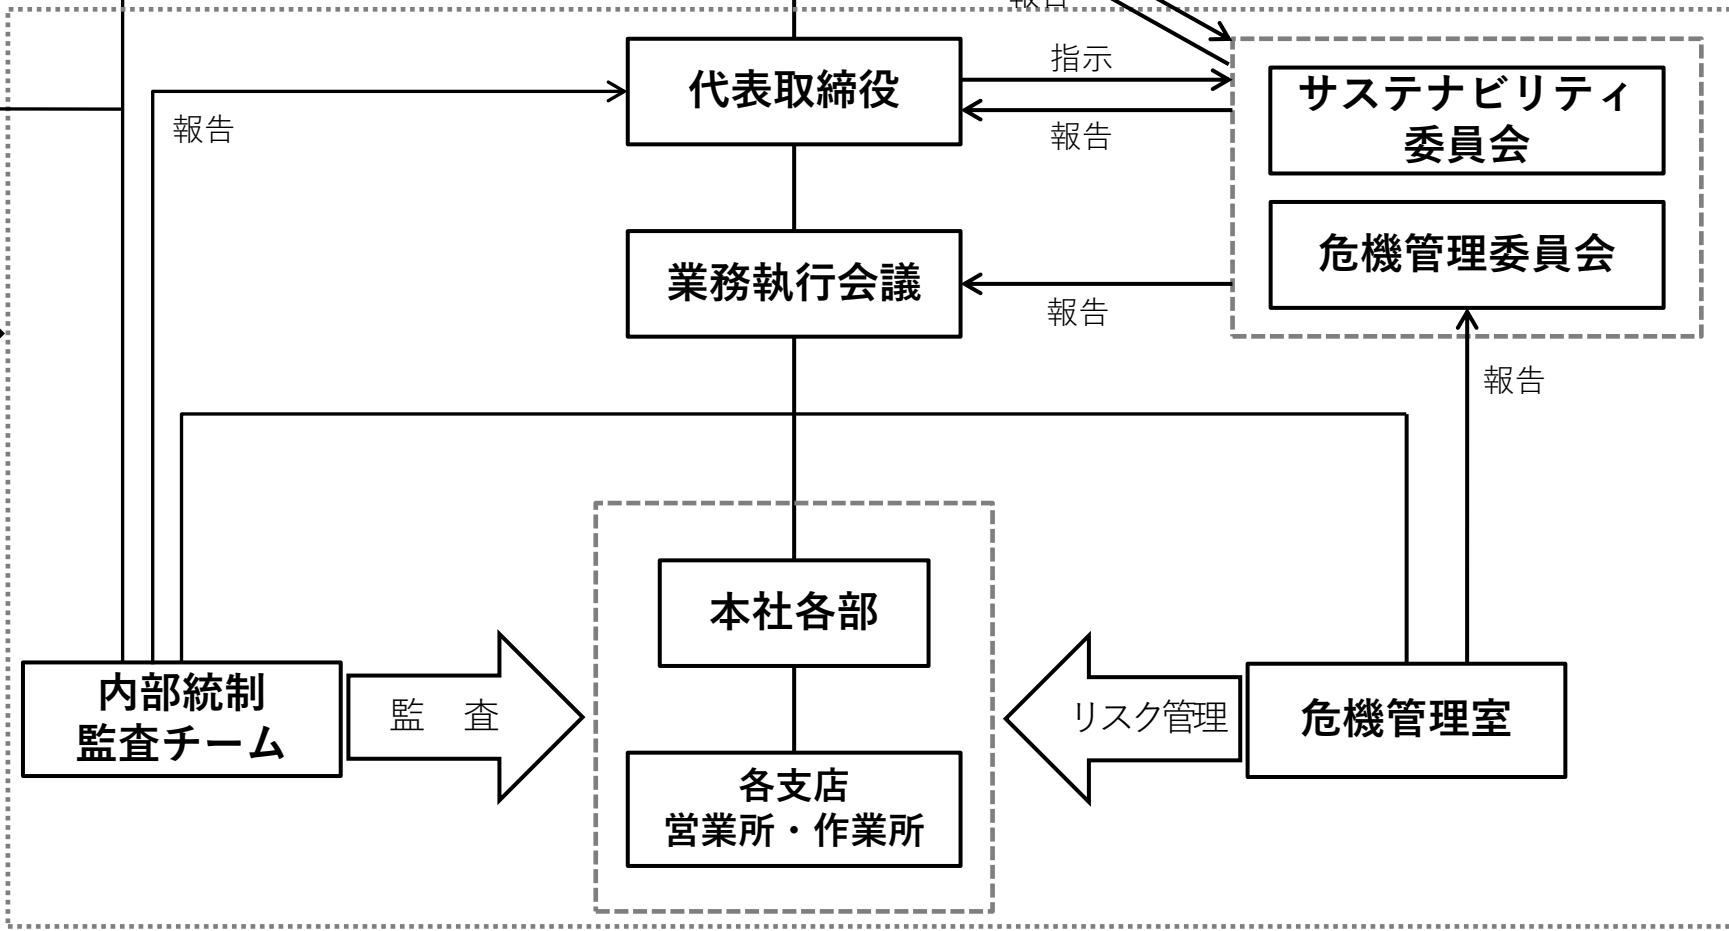 報告
代表取締役
指示
報告
サステナビリティ
委員会
報告
危機管理委員会
業務執行会議
報告
報告
本社各部
内部統制
監査チーム
監 査
リスク管理
危機管理室
各支店
営業所・作業所